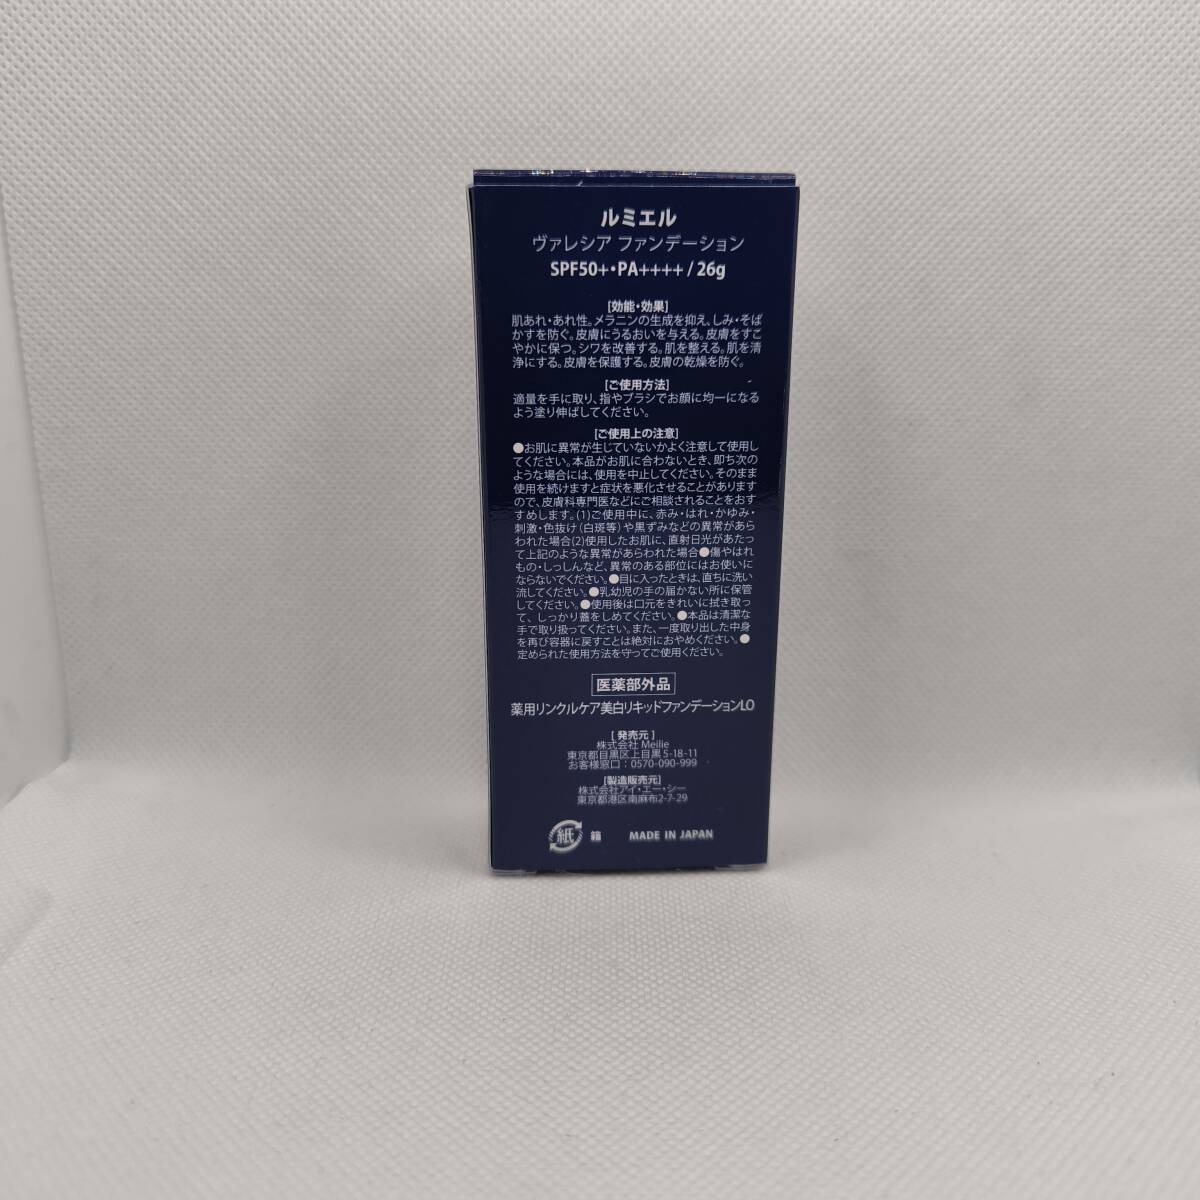 ルミエル
ヴァレシア ファンデーション
SPF50+・PA++++ / 26g
[効能・効果]
肌あれ・あれ性。メラニンの生成を抑え、しみ・そば
かすを防ぐ。皮膚にうるおいを与える。皮膚をすこ
やかに保つ。シワを改善する。肌を整える。肌を清
浄にする。皮膚を保護する。皮膚の乾燥を防ぐ。
[ご使用方法]
適量を手に取り、指やブラシでお顔に均一になる
よう塗り伸ばしてください。
[ご使用上の注意]
●お肌に異常が生じていないかよく注意して使用し
てください。本品がお肌に合わないとき、即ち次の
ような場合には、使用を中止してください。そのまま
使用を続けますと症状を悪化させることがあります
ので、皮膚科専門医などにご相談されることをおす
すめします。(1)ご使用中に、赤み・はれ・かゆみ・
刺激・色抜け(白斑等)や黒ずみなどの異常があら
われた場合(2)使用したお肌に、直射日光があたっ
て上記のような異常があらわれた場合●傷やはれ
もの・しっしんなど、異常のある部位にはお使いに
ならないでください。●目に入ったときは、直ちに洗い
流してください。●乳幼児の手の届かない所に保管
してください。●使用後は口元をきれいに拭き取っ
て、しっかり蓋をしめてください。●本品は清潔な
手で取り扱ってください。また、一度取り出した中身
を再び容器に戻すことは絶対におやめください。●
定められた使用方法を守ってご使用ください。
医薬部外品
薬用リンクルケア美白リキッドファンデーションLO
[ 発売元 ]
株式会社 Meilie
東京都目黒区上目黒5-18-11
お客様窓口:0570-090-999
[製造販売元]
株式会社アイ・エー・シー
東京都港区南麻布2-7-29
紙 箱 MADE IN JAPAN